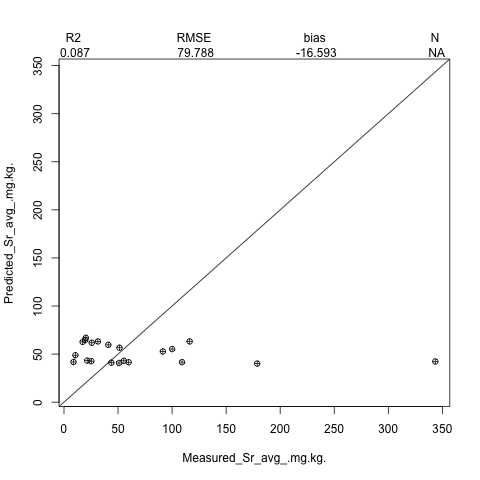 R2 RMSE bias N
0.087 79.788 -16.593 NA
350
300
250
200
150
100
50
0
Predicted_Sr_avg_.mg.kg.
0 50 100 150 200 250 300 350
Measured_Sr_avg_.mg.kg.